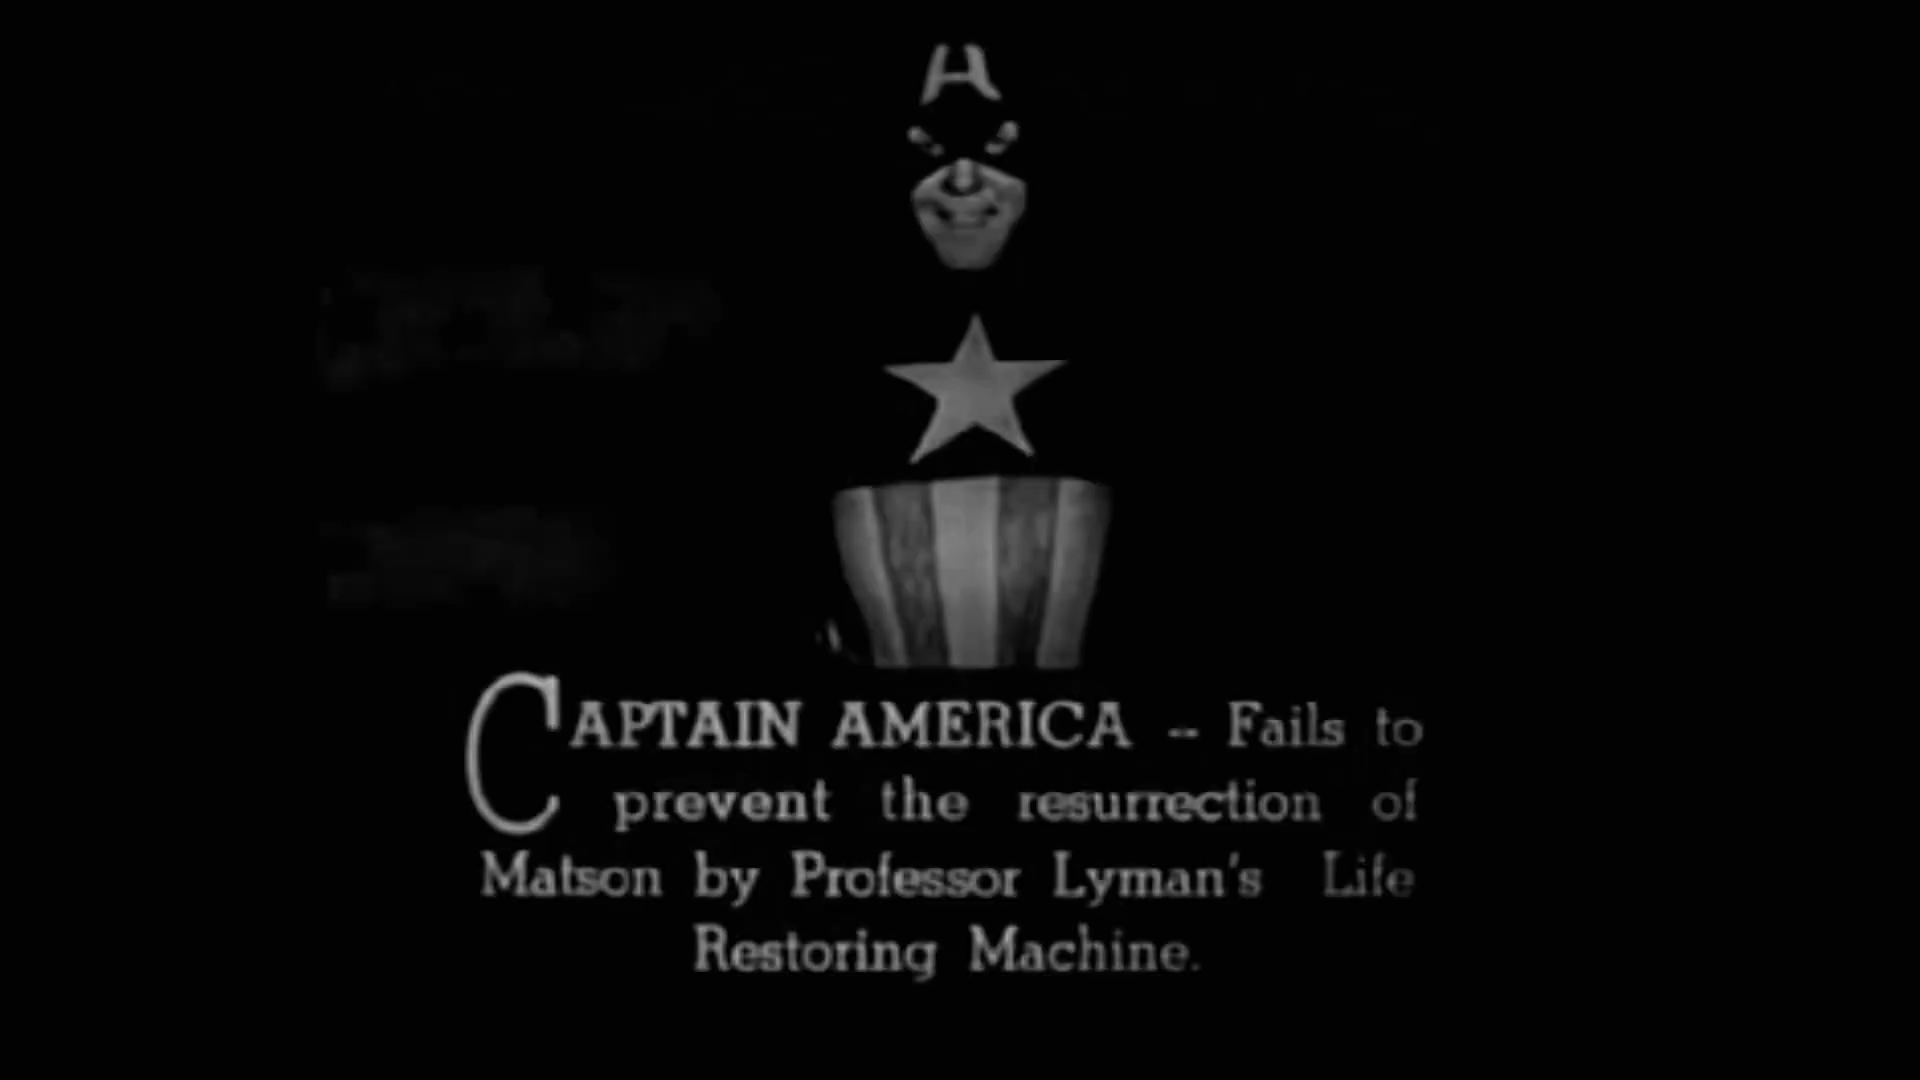 CAPTAIN AMERICA -- Fails to
prevent the resurrection of
Matson by Professor Lyman's Life
Restoring Machine.